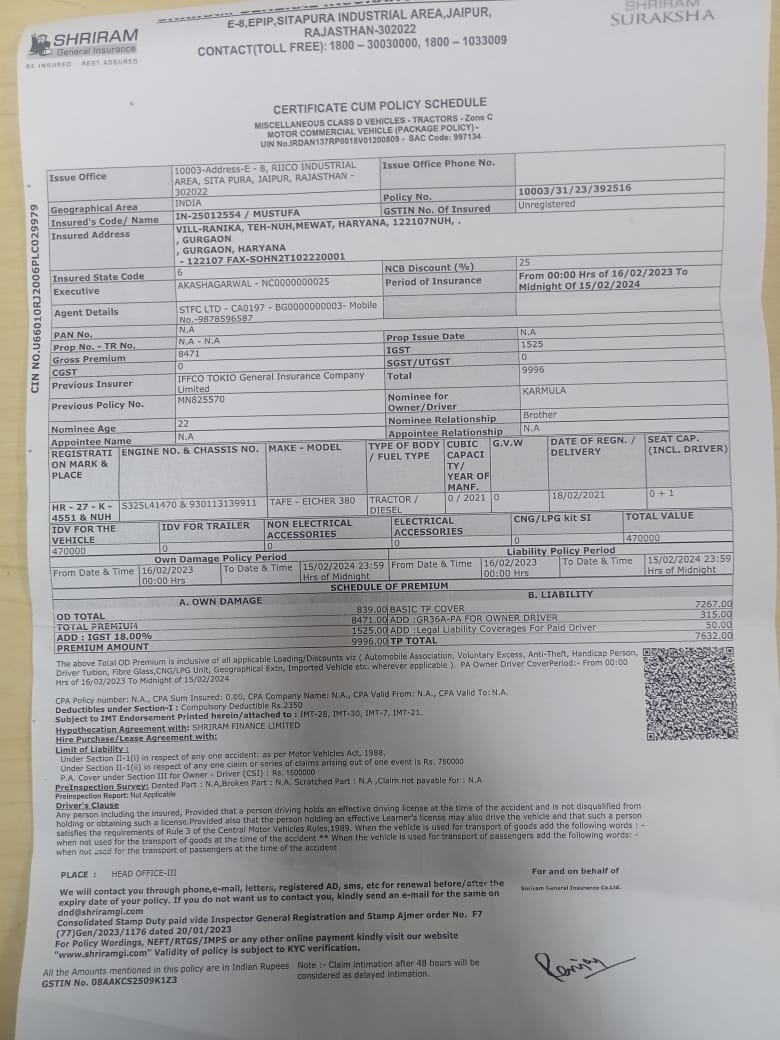 SHRIRAM
General Insurance
BE INSURED REST ASSURED
E-8,EPIP,SITAPURA INDUSTRIAL AREA,JAIPUR,
RAJASTHAN-302022
CONTACT(TOLL FREE): 1800 – 30030000, 1800 – 1033009
SHRIRAM
SURAKSHA
CERTIFICATE CUM POLICY SCHEDULE
MISCELLANEOUS CLASS D VEHICLES - TRACTORS - Zone C
MOTOR COMMERCIAL VEHICLE (PACKAGE POLICY) -
UIN No.IRDAN137RP0018V01200809 - SAC Code: 997134
CIN NO.U66010RJ2006PLC029979
Issue Office 10003-Address-E - 8, RIICO INDUSTRIAL AREA, SITA PURA, JAIPUR, RAJASTHAN - 302022 Issue Office Phone No.
Geographical Area INDIA Policy No. 10003/31/23/392516
Insured's Code/ Name IN-25012554 / MUSTUFA GSTIN No. Of Insured Unregistered
Insured Address VILL-RANIKA, TEH-NUH,MEWAT, HARYANA, 122107NUH, .
, GURGAON
, GURGAON, HARYANA
- 122107 FAX-SOHN2T102220001
Insured State Code 6 NCB Discount (%) 25
Executive AKASHAGARWAL - NC0000000025 Period of Insurance From 00:00 Hrs of 16/02/2023 To Midnight Of 15/02/2024
Agent Details STFC LTD - CA0197 - BG0000000003- Mobile No.-9878596587
PAN No. N.A
Prop No. - TR No. N.A - N.A Prop Issue Date N.A
Gross Premium 8471 IGST 1525
CGST 0 SGST/UTGST 0
Previous Insurer IFFCO TOKIO General Insurance Company Limited Total 9996
Previous Policy No. MN825570 Nominee for Owner/Driver KARMULA
Nominee Age 22 Nominee Relationship Brother
Appointee Name N.A Appointee Relationship N.A
REGISTRATI ON MARK & PLACE ENGINE NO. & CHASSIS NO. MAKE - MODEL TYPE OF BODY / FUEL TYPE CUBIC CAPACI TY/ YEAR OF MANF. G.V.W DATE OF REGN. / DELIVERY SEAT CAP. (INCL. DRIVER)
HR - 27 - K - 4551 & NUH S325L41470 & 930113139911 TAFE - EICHER 380 TRACTOR / DIESEL 0 / 2021 0 18/02/2021 0 + 1
IDV FOR THE VEHICLE IDV FOR TRAILER NON ELECTRICAL ACCESSORIES ELECTRICAL ACCESSORIES CNG/LPG kit SI TOTAL VALUE
470000 0 0 0 0 470000
Own Damage Policy Period Liability Policy Period
From Date & Time 16/02/2023 00:00 Hrs To Date & Time 15/02/2024 23:59 Hrs of Midnight From Date & Time 16/02/2023 00:00 Hrs To Date & Time 15/02/2024 23:59 Hrs of Midnight
SCHEDULE OF PREMIUM
A. OWN DAMAGE B. LIABILITY
OD TOTAL 839.00 BASIC TP COVER 7267.00
TOTAL PREMIUM 8471.00 ADD :GR36A-PA FOR OWNER DRIVER 315.00
ADD : IGST 18.00% 1525.00 ADD :Legal Liability Coverages For Paid Driver 50.00
PREMIUM AMOUNT 9996.00 TP TOTAL 7632.00
The above Total OD Premium is inclusive of all applicable Loading/Discounts viz ( Automobile Association, Voluntary Excess, Anti-Theft, Handicap Person,
Driver Tuition, Fibre Glass,CNG/LPG Unit, Geographical Extn, Imported Vehicle etc. wherever applicable ). PA Owner Driver CoverPeriod:- From 00:00
Hrs of 16/02/2023 To Midnight of 15/02/2024
CPA Policy number: N.A., CPA Sum Insured: 0.00, CPA Company Name: N.A., CPA Valid From: N.A., CPA Valid To: N.A.
Deductibles under Section-I : Compulsory Deductible Rs.2350
Subject to IMT Endorsement Printed herein/attached to : IMT-28, IMT-30, IMT-7, IMT-21.
Hypothecation Agreement with: SHRIRAM FINANCE LIMITED
Hire Purchase/Lease Agreement with:
Limit of Liability :
Under Section II-1(i) in respect of any one accident: as per Motor Vehicles Act, 1988.
Under Section II-1(ii) in respect of any one claim or series of claims arising out of one event is Rs. 750000
P.A. Cover under Section III for Owner - Driver (CSI) : Rs. 1500000
PreInspection Survey: Dented Part : N.A,Broken Part : N.A, Scratched Part : N.A ,Claim not payable for : N.A
Preinspection Report: Not Applicable
Driver's Clause
Any person including the insured, Provided that a person driving holds an effective driving license at the time of the accident and is not disqualified from
holding or obtaining such a license.Provided also that the person holding an effective Learner's license may also drive the vehicle and that such a person
satisfies the requirements of Rule 3 of the Central Motor Vehicles Rules,1989. When the vehicle is used for transport of goods add the following words : -
when not used for the transport of goods at the time of the accident ** When the vehicle is used for transport of passengers add the following words: -
when not used for the transport of passengers at the time of the accident
PLACE : HEAD OFFICE-III
For and on behalf of
Shriram General Insurance Co.Ltd.
We will contact you through phone,e-mail, letters, registered AD, sms, etc for renewal before/after the
expiry date of your policy. If you do not want us to contact you, kindly send an e-mail for the same on
dnd@shriramgi.com
Consolidated Stamp Duty paid vide Inspector General Registration and Stamp Ajmer order No. F7
(77)Gen/2023/1176 dated 20/01/2023
For Policy Wordings, NEFT/RTGS/IMPS or any other online payment kindly visit our website
"www.shriramgi.com" Validity of policy is subject to KYC verification.
All the Amounts mentioned in this policy are in Indian Rupees Note :- Claim intimation after 48 hours will be
considered as delayed intimation.
GSTIN No. 08AAKCS2509K1Z3